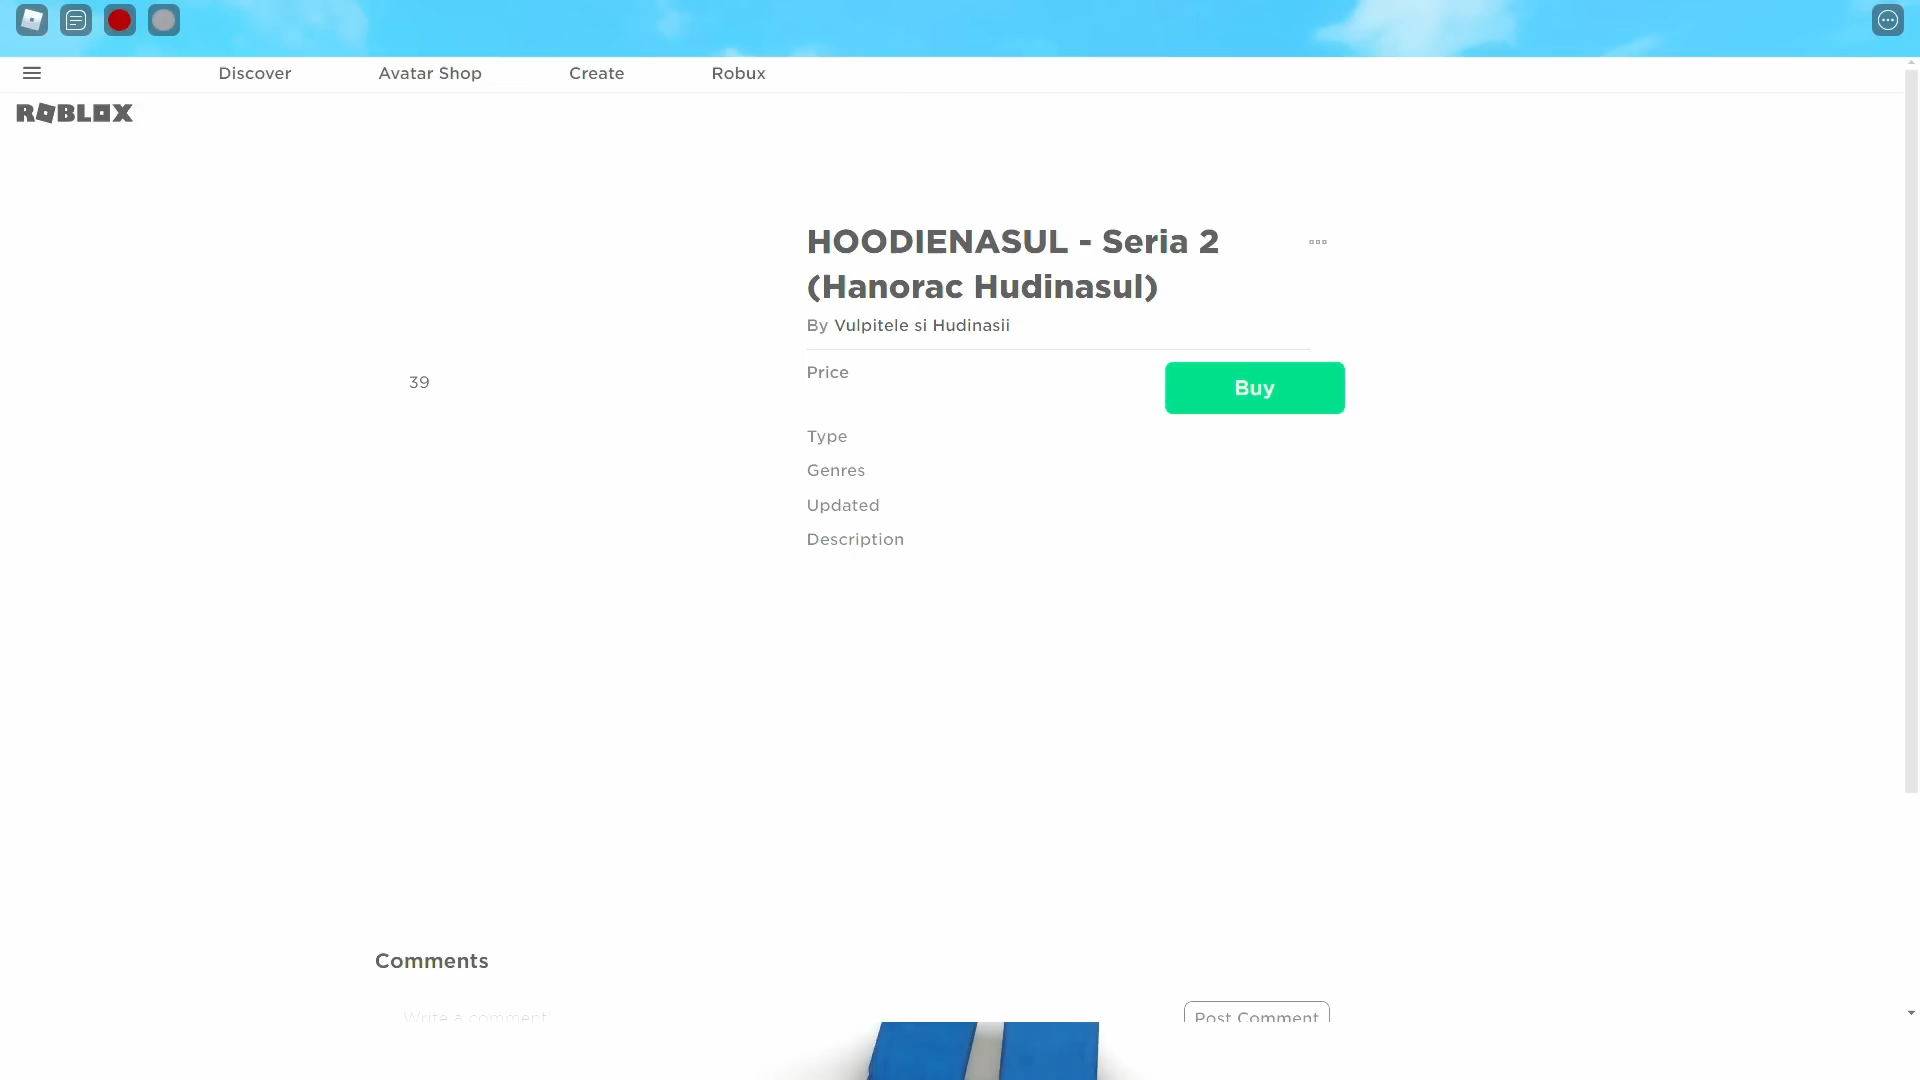 Discover Avatar Shop Create Robux
ROBLOX
HOODIENASUL - Seria 2
(Hanorac Hudinasul)
By Vulpitele si Hudinasii
39
Price
Buy
Type
Genres
Updated
Description
Comments
Write a comment!
Post Comment